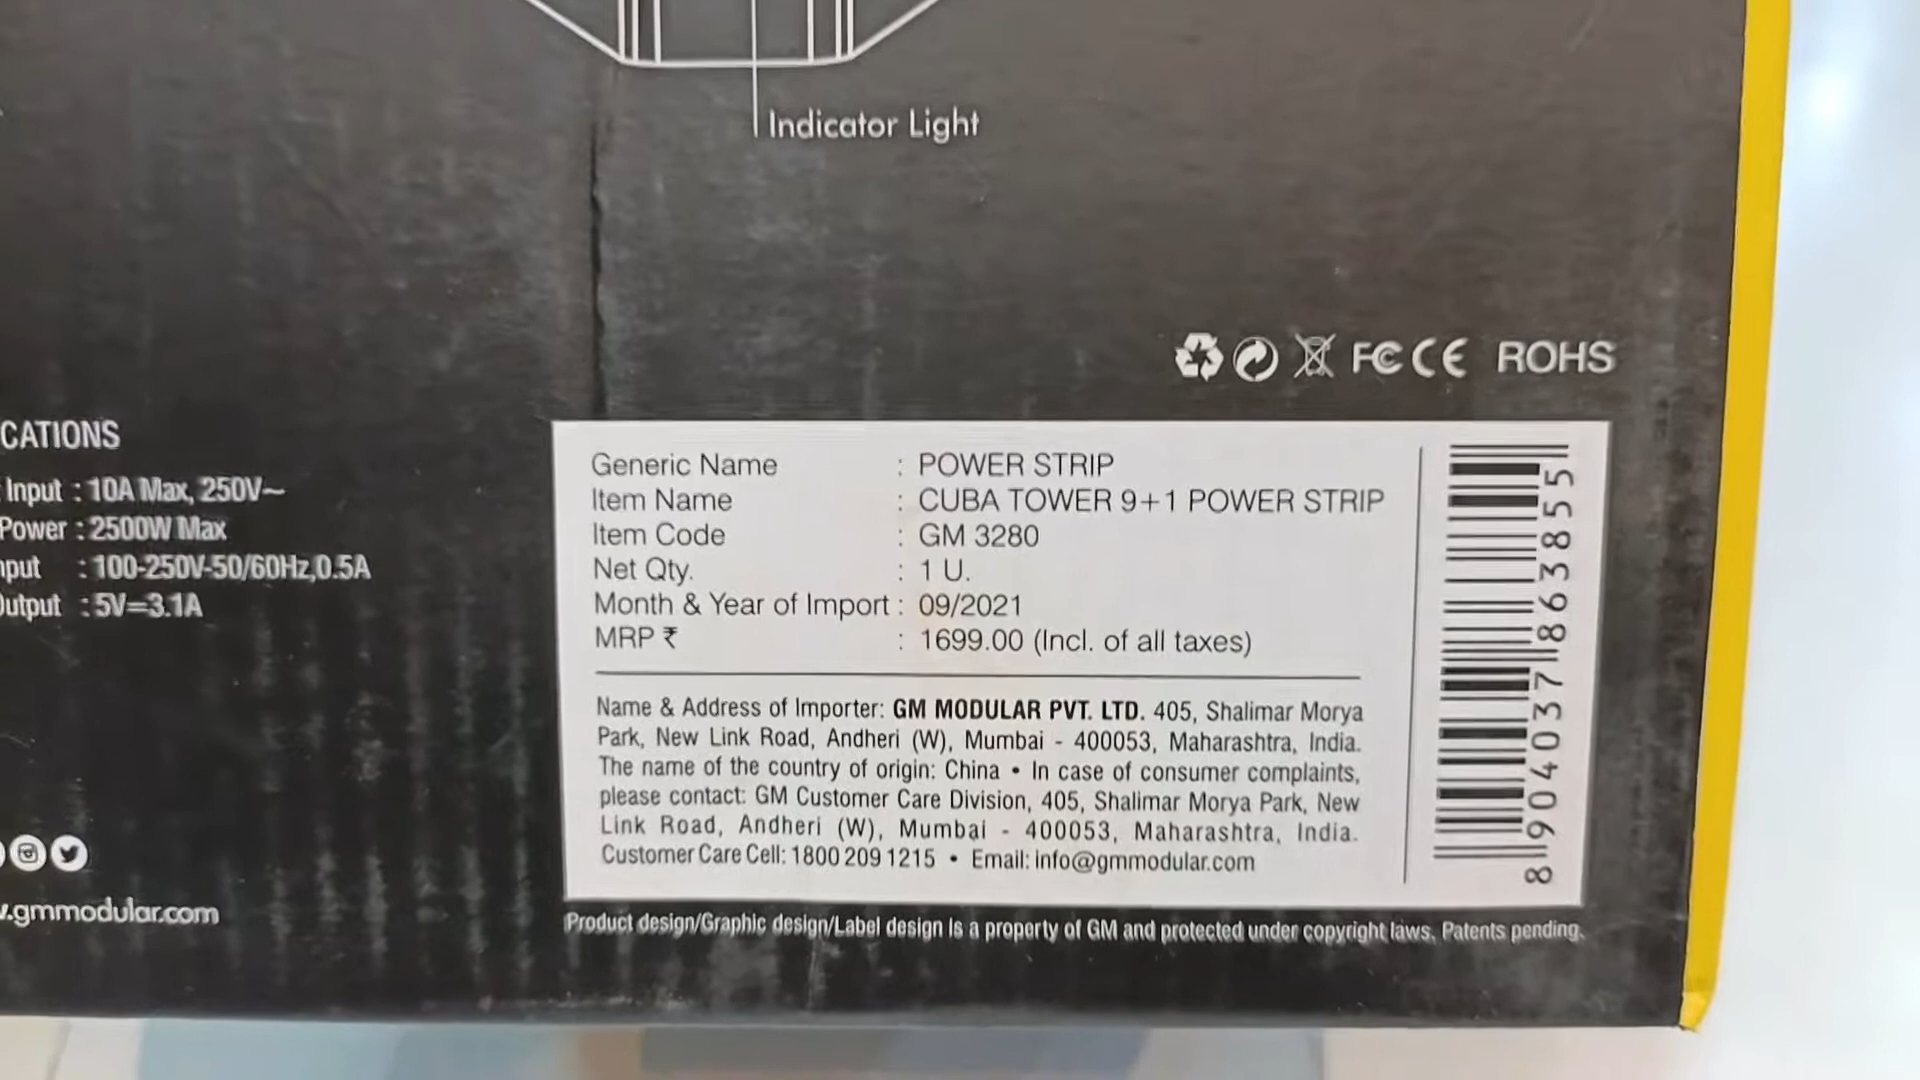 Indicator Light
FC CE ROHS
CATIONS
Input : 10A Max, 250V~
Power : 2500W Max
nput : 100-250V-50/60Hz,0.5A
Output : 5V=3.1A
.gmmodular.com
Generic Name : POWER STRIP
Item Name : CUBA TOWER 9+1 POWER STRIP
Item Code : GM 3280
Net Qty. : 1 U.
Month & Year of Import : 09/2021
MRP ₹ : 1699.00 (Incl. of all taxes)
Name & Address of Importer: GM MODULAR PVT. LTD. 405, Shalimar Morya
Park, New Link Road, Andheri (W), Mumbai - 400053, Maharashtra, India.
The name of the country of origin: China • In case of consumer complaints,
please contact: GM Customer Care Division, 405, Shalimar Morya Park, New
Link Road, Andheri (W), Mumbai - 400053, Maharashtra, India.
Customer Care Cell: 1800 209 1215 • Email: info@gmmodular.com
8904037863855
Product design/Graphic design/Label design Is a property of GM and protected under copyright laws. Patents pending.